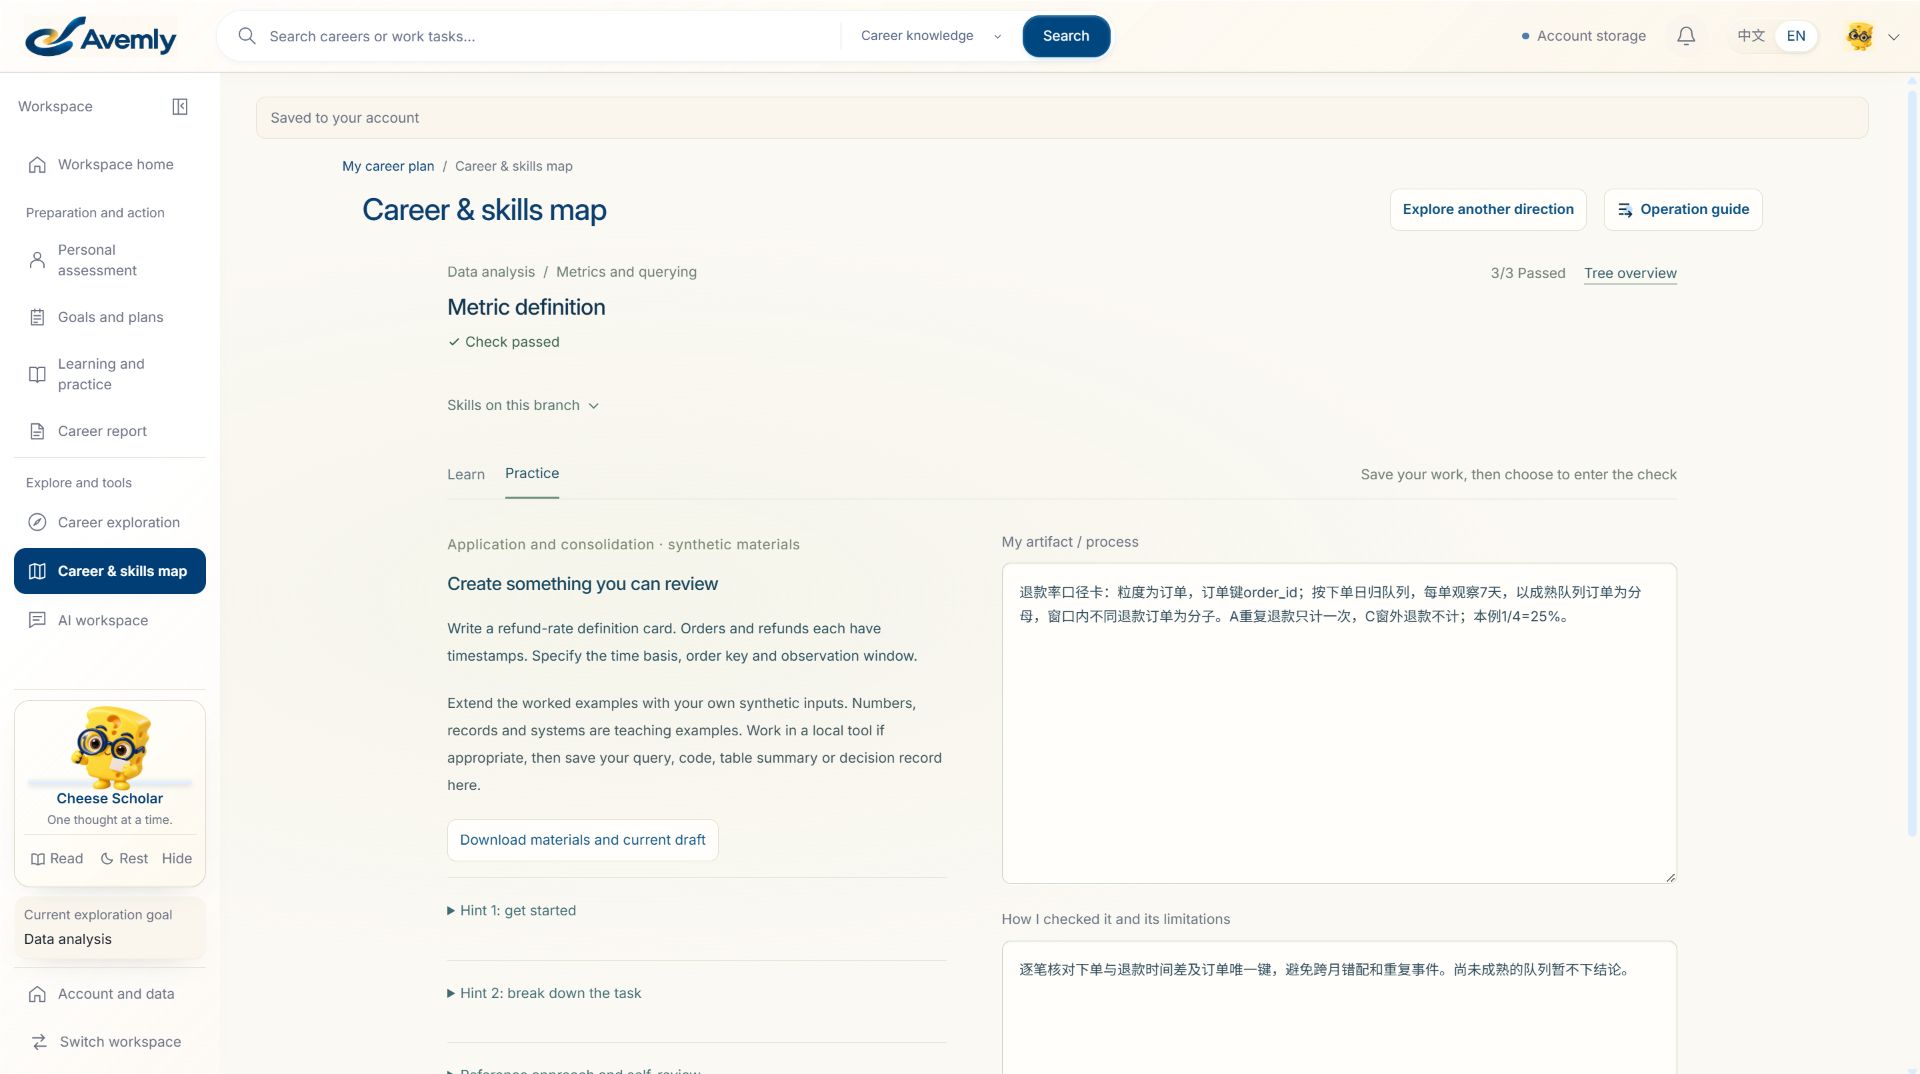 Avemly
Search careers or work tasks...
Career knowledge
Search
Account storage
中文
EN
Workspace
Workspace home
Preparation and action
Personal
assessment
Goals and plans
Learning and
practice
Career report
Explore and tools
Career exploration
Career & skills map
AI workspace
Cheese Scholar
One thought at a time.
Read
Rest
Hide
Current exploration goal
Data analysis
Account and data
Switch workspace
Saved to your account
My career plan / Career & skills map
Career & skills map
Explore another direction
Operation guide
Data analysis / Metrics and querying
3/3 Passed
Tree overview
Metric definition
Check passed
Skills on this branch
Learn
Practice
Save your work, then choose to enter the check
Application and consolidation · synthetic materials
Create something you can review
Write a refund-rate definition card. Orders and refunds each have
timestamps. Specify the time basis, order key and observation window.
Extend the worked examples with your own synthetic inputs. Numbers,
records and systems are teaching examples. Work in a local tool if
appropriate, then save your query, code, table summary or decision record
here.
Download materials and current draft
Hint 1: get started
Hint 2: break down the task
Reference approach and self-review
My artifact / process
退款率口径卡：粒度为订单，订单键order_id；按下单日归队列，每单观察7天，以成熟队列订单为分
母，窗口内不同退款订单为分子。A重复退款只计一次，C窗外退款不计；本例1/4=25%。
How I checked it and its limitations
逐笔核对下单与退款时间差及订单唯一键，避免跨月错配和重复事件。尚未成熟的队列暂不下结论。